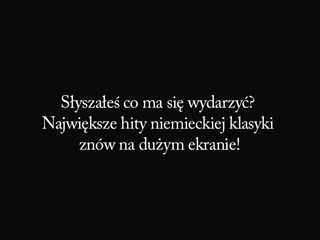 Słyszałeś co ma się wydarzyć?
Największe hity niemieckiej klasyki
znów na dużym ekranie!